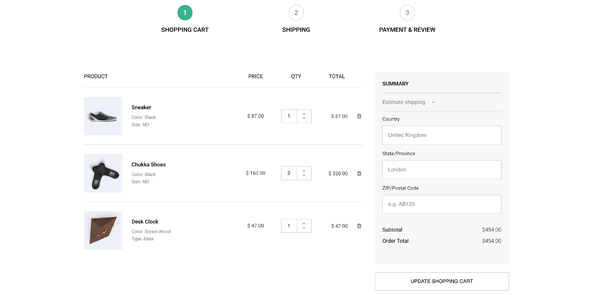 1
2
3
SHOPPING CART
SHIPPING
PAYMENT & REVIEW
PRODUCT
PRICE
QTY
TOTAL
Sneaker
Color: Black
Size: MO
$ 87.00
1
$ 87.00
Chukka Shoes
Color: Black
Size: MO
$ 160.00
2
$ 320.00
Desk Clock
Color: Brown Wood
Type: Desk
$ 47.00
1
$ 47.00
SUMMARY
Estimate shipping
Country
United Kingdom
State/Province
London
ZIP/Postal Code
e.g. AB123
Subtotal
$454.00
Order Total
$454.00
UPDATE SHOPPING CART